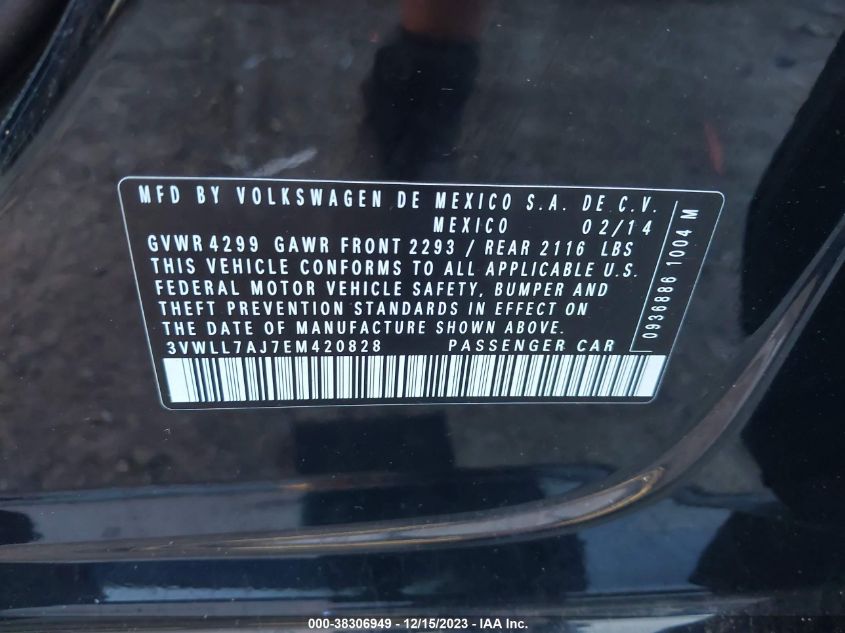 MFD BY VOLKSWAGEN DE MEXICO S.A. DE C.V.
MEXICO 02/14
GVWR 4299 GAWR FRONT 2293 / REAR 2116 LBS
THIS VEHICLE CONFORMS TO ALL APPLICABLE U.S.
FEDERAL MOTOR VEHICLE SAFETY, BUMPER AND
THEFT PREVENTION STANDARDS IN EFFECT ON
THE DATE OF MANUFACTURE SHOWN ABOVE.
3VWLL7AJ7EM420828 PASSENGER CAR
0936886 1004 M
000-38306949 - 12/15/2023 - IAA Inc.